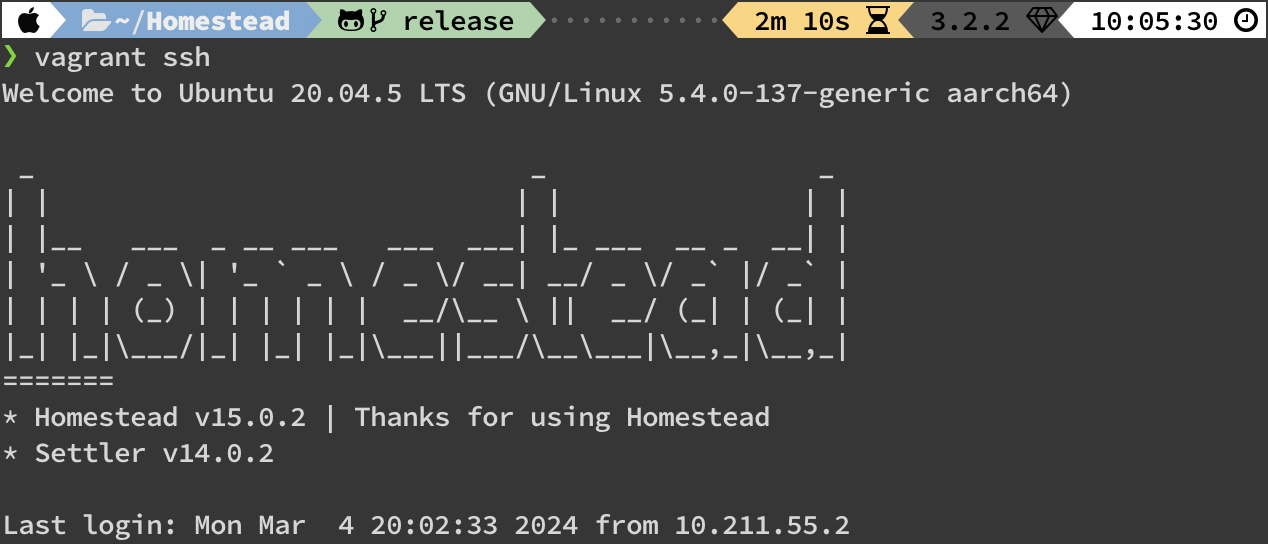 ~/Homestead release 2m 10s 3.2.2 10:05:30
❯ vagrant ssh
Welcome to Ubuntu 20.04.5 LTS (GNU/Linux 5.4.0-137-generic aarch64)
 _                               _                 _
| |                             | |               | |
| |__   ___  _ __ ___   ___  ___| |_ ___  __ _  __| |
| '_ \ / _ \| '_ ` _ \ / _ \/ __| __/ _ \/ _` |/ _` |
| | | | (_) | | | | | |  __/\__ \ ||  __/ (_| | (_| |
|_| |_|\___/|_| |_| |_|\___||___/\__\___|\__,_|\__,_|
=======
* Homestead v15.0.2 | Thanks for using Homestead
* Settler v14.0.2
Last login: Mon Mar  4 20:02:33 2024 from 10.211.55.2